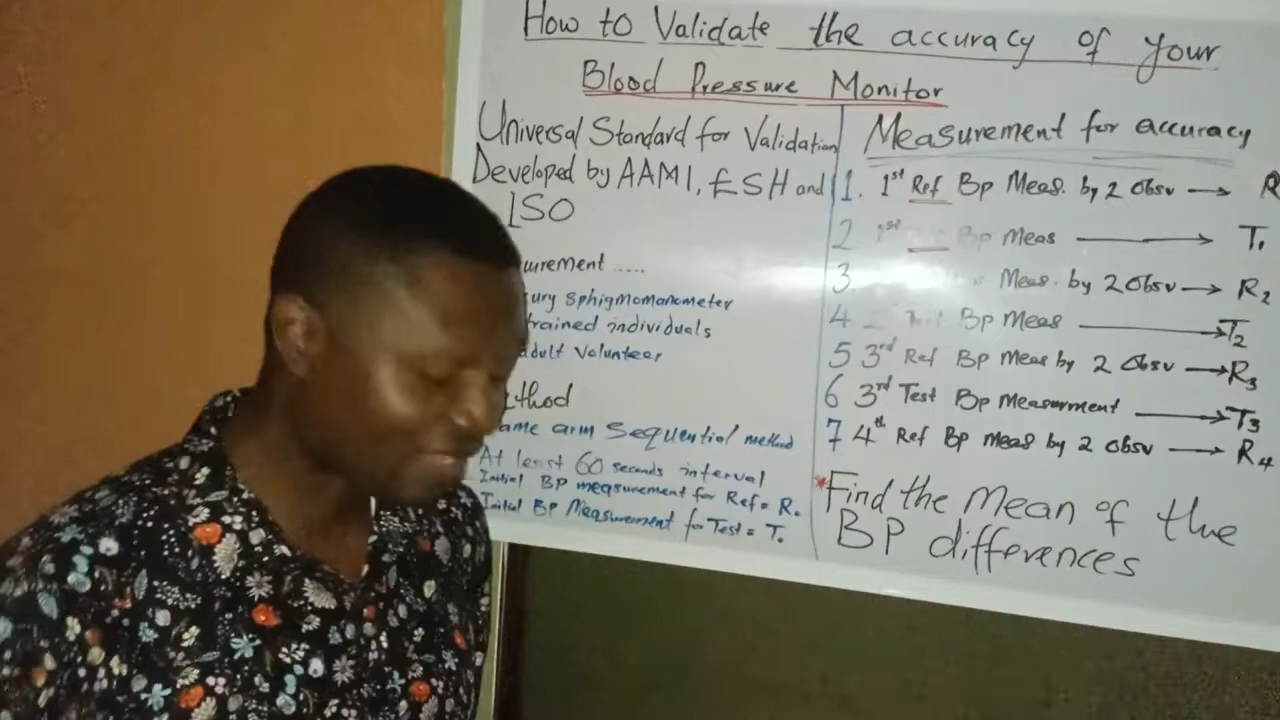 How to Validate the accuracy of your
Blood Pressure Monitor
Universal Standard for Validation
Developed by AAMI, ESH and
ISO
urement .....
ury sphigmomanometer
trained individuals
dult Volunteer
thod
ame arm Sequential method
At least 60 seconds interval
Initial BP measurement for Ref = R.
Initial BP Measurement for Test = T.
Measurement for accuracy
1. 1st Ref Bp Meas. by 2 Obsv → R
2 1st Bp Meas → T1
3. Meas. by 2 Obsv → R2
4 Test Bp Meas → T2
5 3rd Ref Bp Meas by 2 Obsv → R3
6 3rd Test Bp Measurment → T3
7 4th Ref Bp Meas by 2 obsv → R4
*Find the Mean of the
BP differences